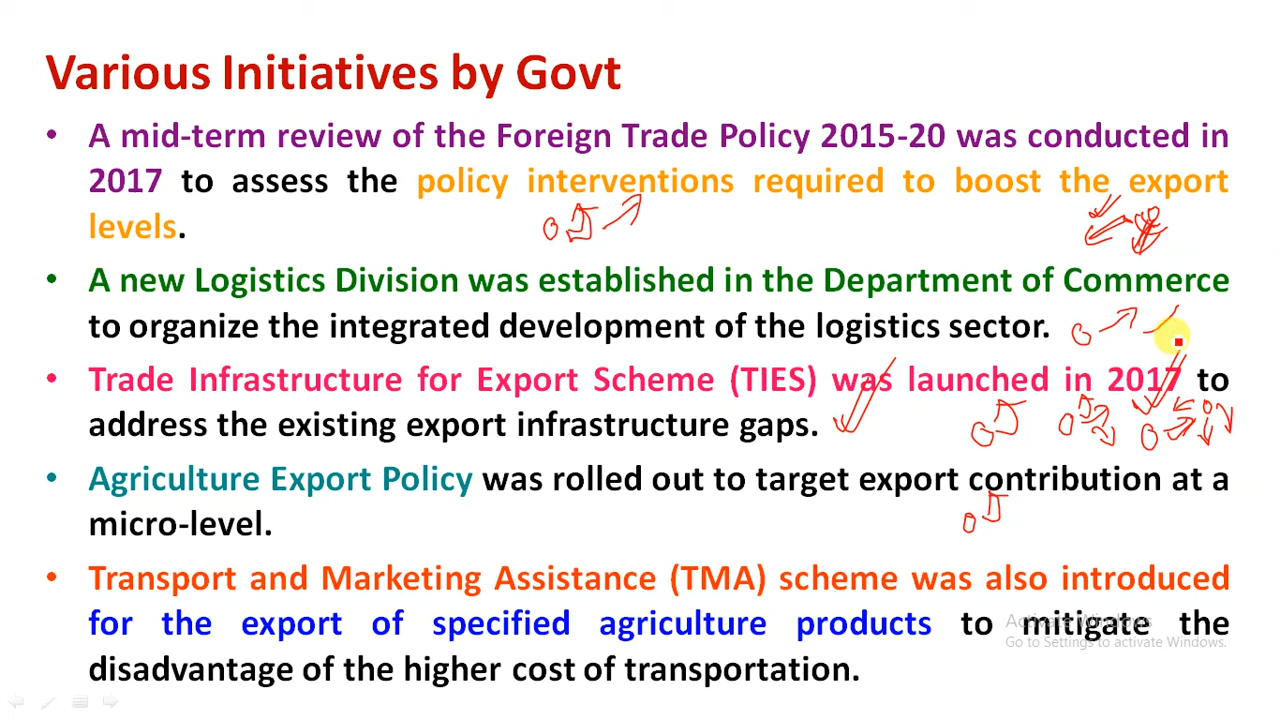 Various Initiatives by Govt
• A mid-term review of the Foreign Trade Policy 2015-20 was conducted in
2017 to assess the policy interventions required to boost the export
levels.
• A new Logistics Division was established in the Department of Commerce
to organize the integrated development of the logistics sector.
• Trade Infrastructure for Export Scheme (TIES) was launched in 2017 to
address the existing export infrastructure gaps.
• Agriculture Export Policy was rolled out to target export contribution at a
micro-level.
• Transport and Marketing Assistance (TMA) scheme was also introduced
for the export of specified agriculture products to mitigate the
disadvantage of the higher cost of transportation.
Activate Windows
Go to Settings to activate Windows.